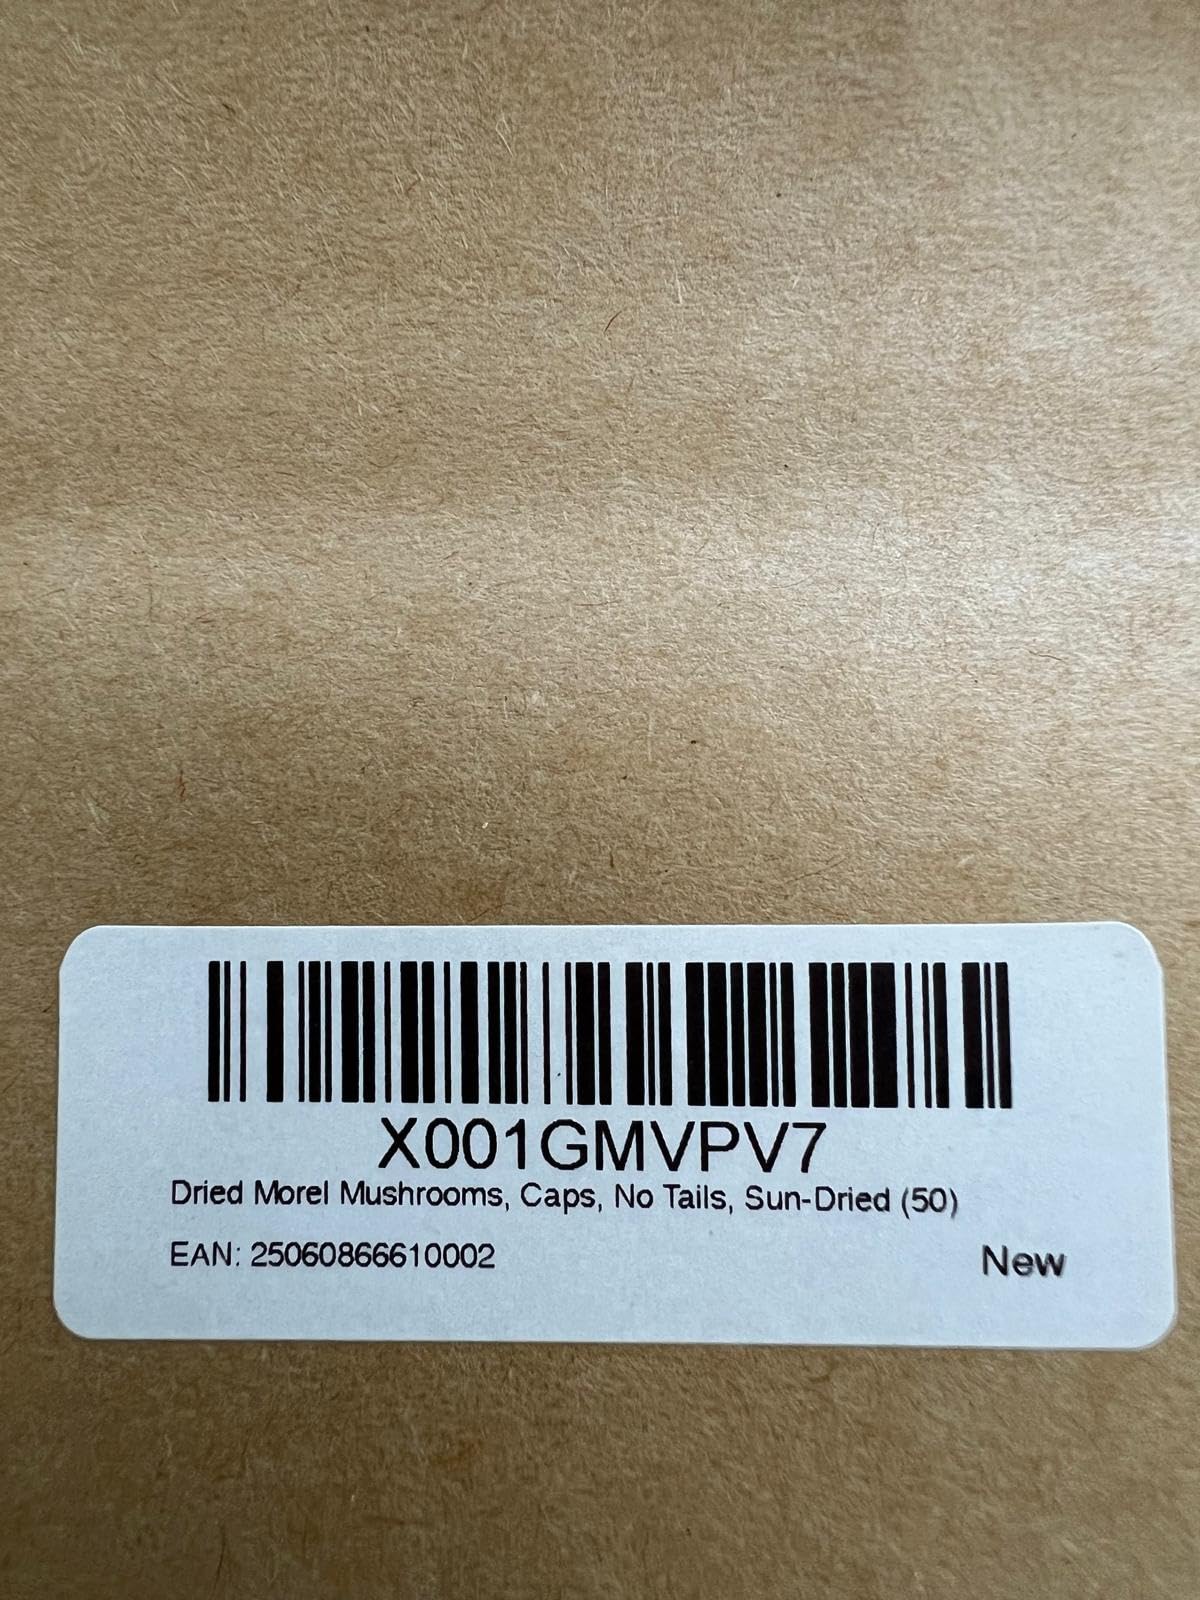 X001GMVPV7
Dried Morel Mushrooms, Caps, No Tails, Sun-Dried (50)
EAN: 25060866610002
New